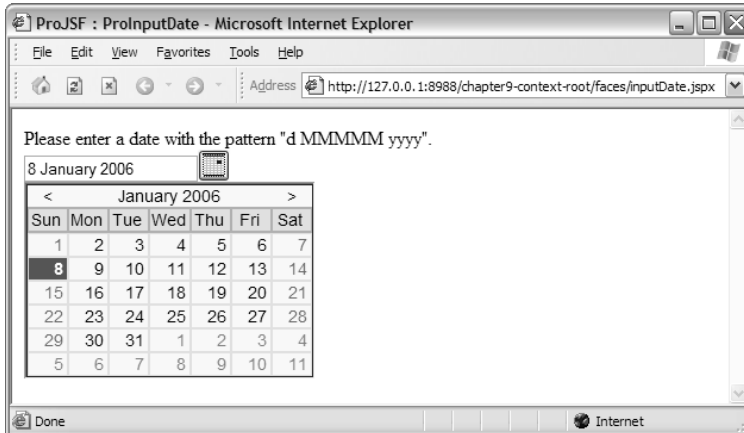 ProJSF : ProInputDate - Microsoft Internet Explorer
File Edit View Favorites Tools Help
Address http://127.0.0.1:8988/chapter9-context-root/faces/inputDate.jspx
Please enter a date with the pattern "d MMMMM yyyy".
8 January 2006
< January 2006 >
Sun Mon Tue Wed Thu Fri Sat
1 2 3 4 5 6 7
8 9 10 11 12 13 14
15 16 17 18 19 20 21
22 23 24 25 26 27 28
29 30 31 1 2 3 4
5 6 7 8 9 10 11
Done Internet